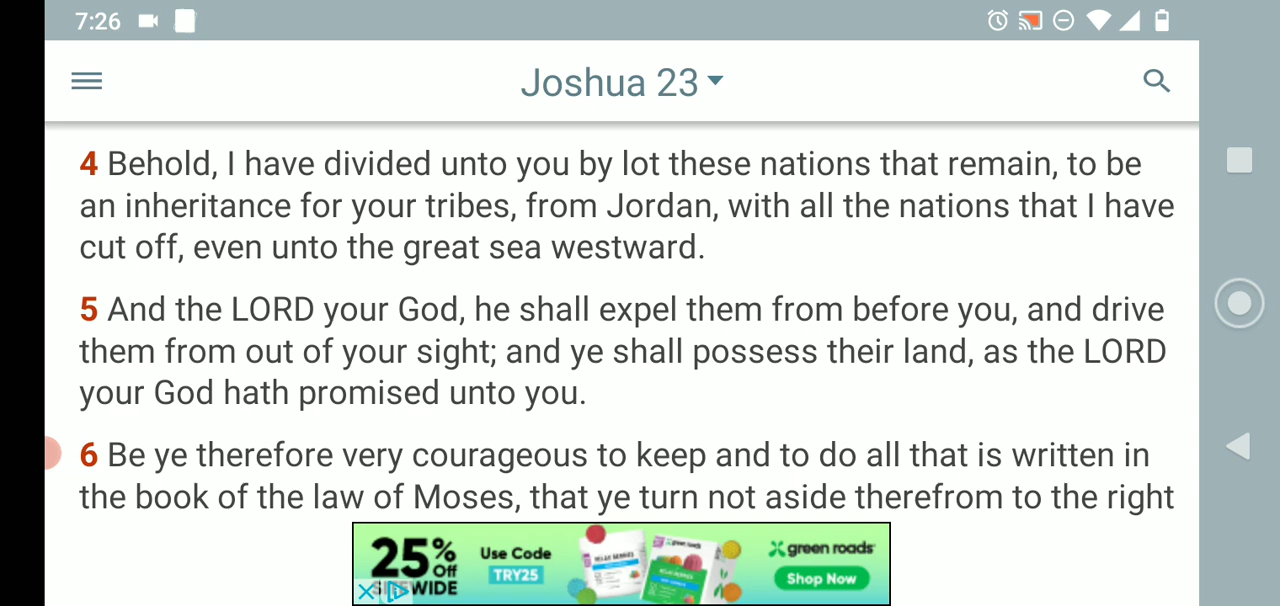 7:26
Joshua 23
4 Behold, I have divided unto you by lot these nations that remain, to be
an inheritance for your tribes, from Jordan, with all the nations that I have
cut off, even unto the great sea westward.
5 And the LORD your God, he shall expel them from before you, and drive
them from out of your sight; and ye shall possess their land, as the LORD
your God hath promised unto you.
6 Be ye therefore very courageous to keep and to do all that is written in
the book of the law of Moses, that ye turn not aside therefrom to the right
25% Off
SITEWIDE
Use Code
TRY25
green roads
Shop Now